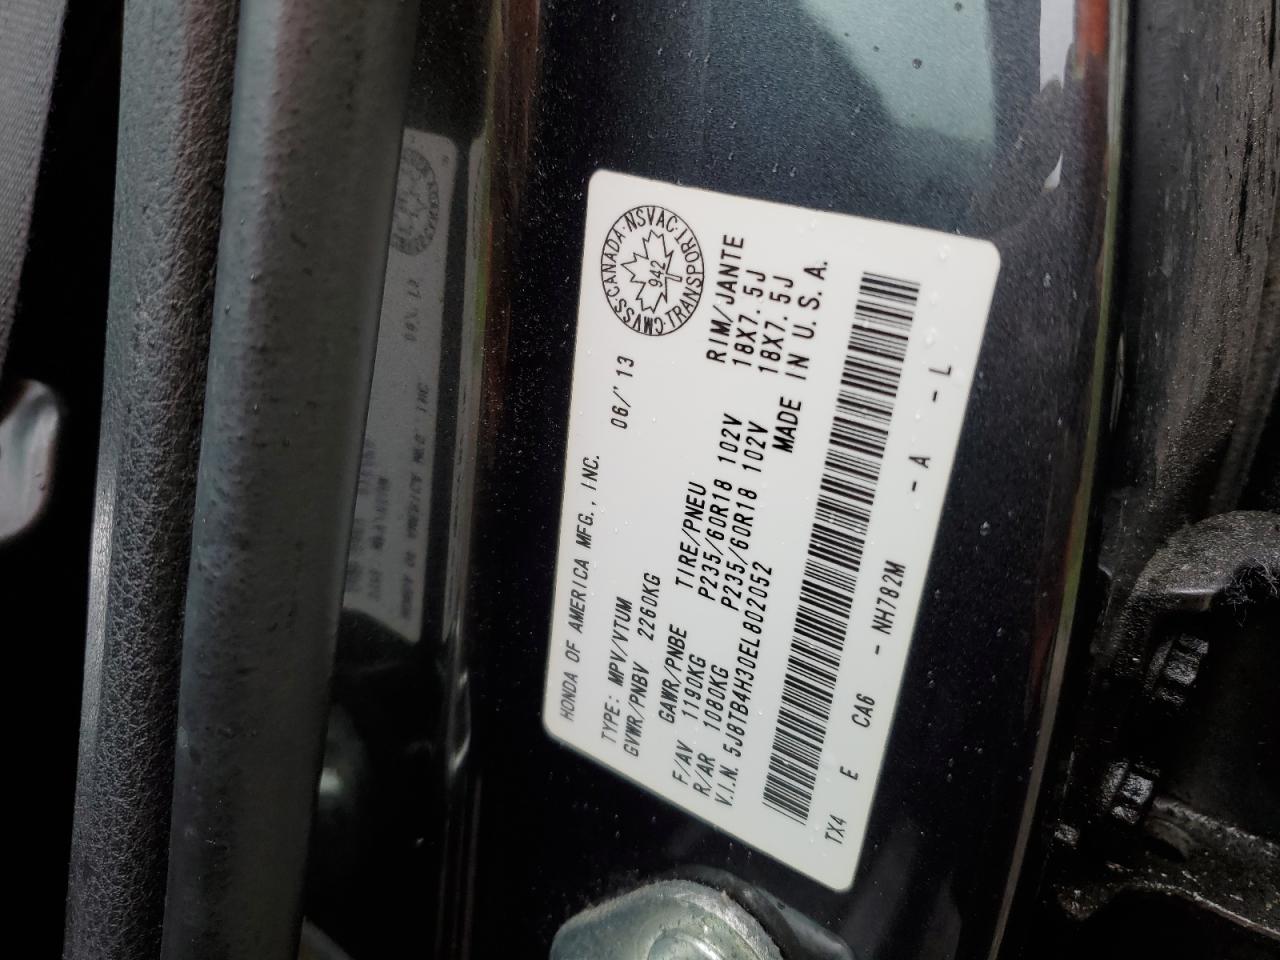 HONDA OF AMERICA MFG., INC. 06/'13
CMVSS · CANADA · NSVAC · TRANSPORT · 942
TYPE: MPV/VTUM
GVWR/PNBV 2260KG
GAWR/PNBE TIRE/PNEU RIM/JANTE
F/AV 1190KG P235/60R18 102V 18X7.5J
R/AR 1080KG P235/60R18 102V 18X7.5J
V.I.N. 5J8TB4H30EL802052 MADE IN U.S.A.
TX4 E CA6 - NH782M - A - L